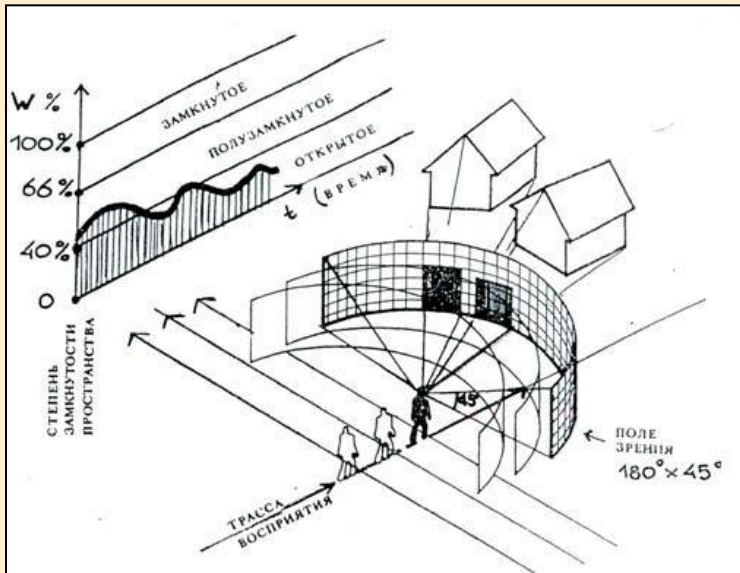 W %
100%
66%
40%
0
ЗАМКНУТОЕ
ПОЛУЗАМКНУТОЕ
ОТКРЫТОЕ
t (ВРЕМЯ)
СТЕПЕНЬ
ЗАМКНУТОСТИ
ПРОСТРАНСТВА
45°
ПОЛЕ
ЗРЕНИЯ
180° × 45°
ТРАССА
ВОСПРИЯТИЯ